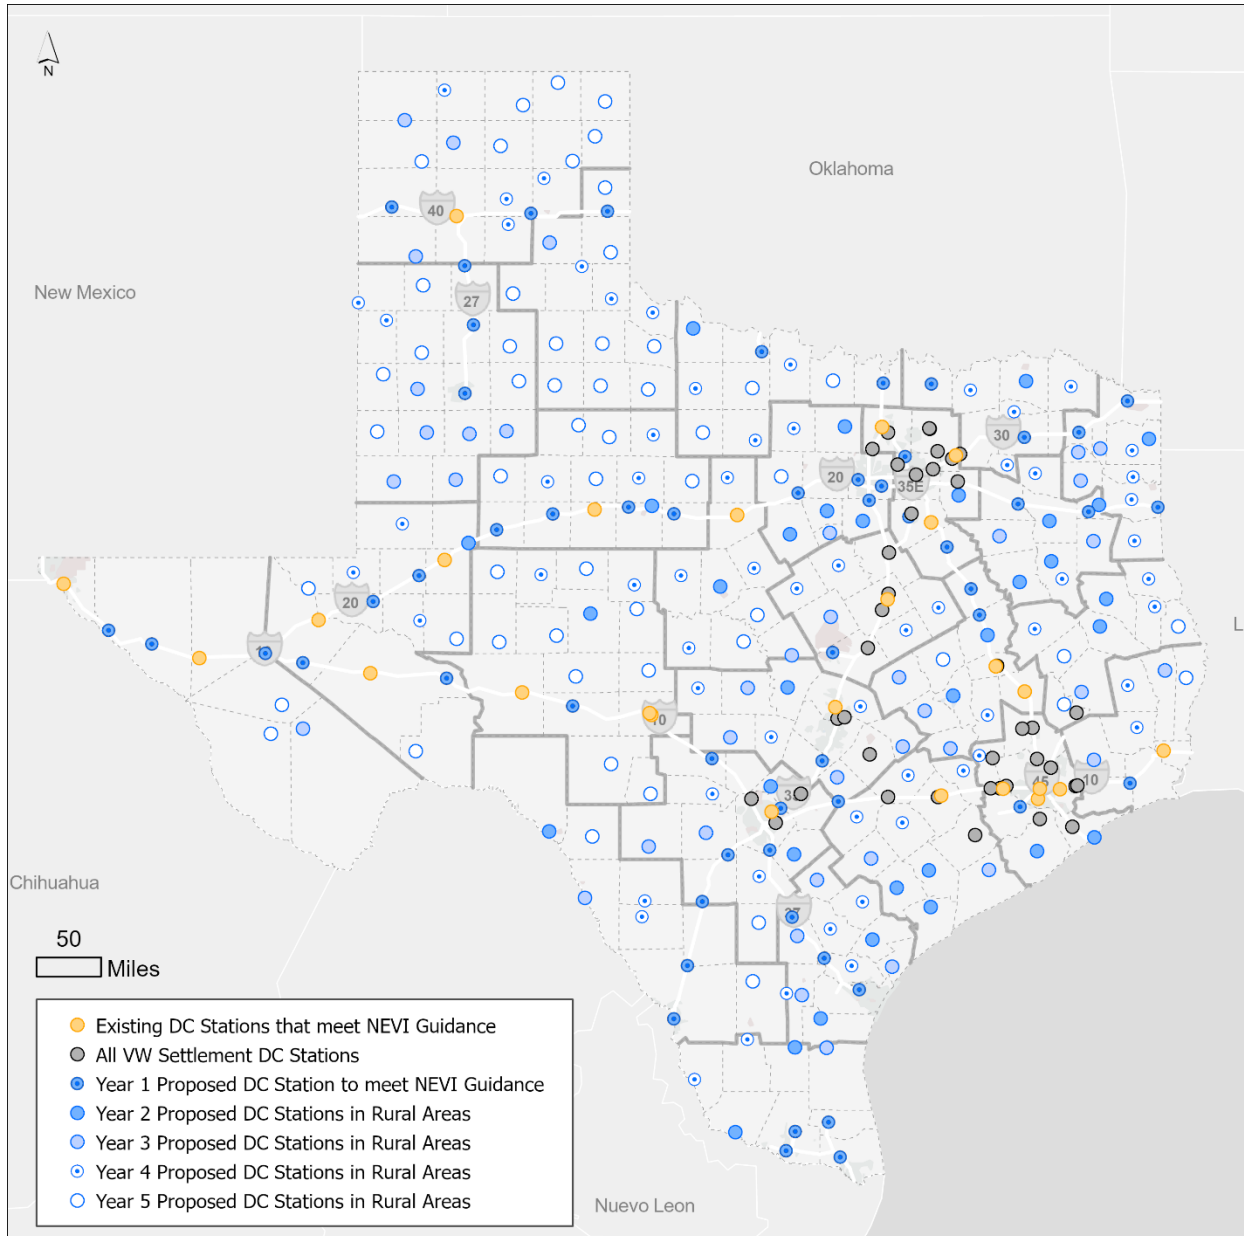 N
Oklahoma
40
New Mexico
27
30
20
35E
20
10
45
10
Chihuahua
50
Miles
Existing DC Stations that meet NEVI Guidance
All VW Settlement DC Stations
Year 1 Proposed DC Station to meet NEVI Guidance
Year 2 Proposed DC Stations in Rural Areas
Year 3 Proposed DC Stations in Rural Areas
Year 4 Proposed DC Stations in Rural Areas
Year 5 Proposed DC Stations in Rural Areas
Nuevo Leon